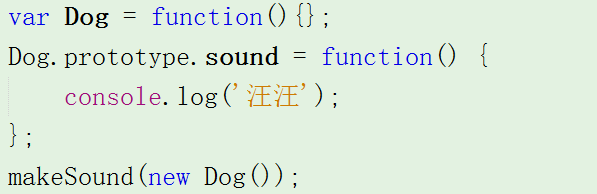 var Dog = function(){};
Dog.prototype.sound = function() {
    console.log('汪汪');
};
makeSound(new Dog());